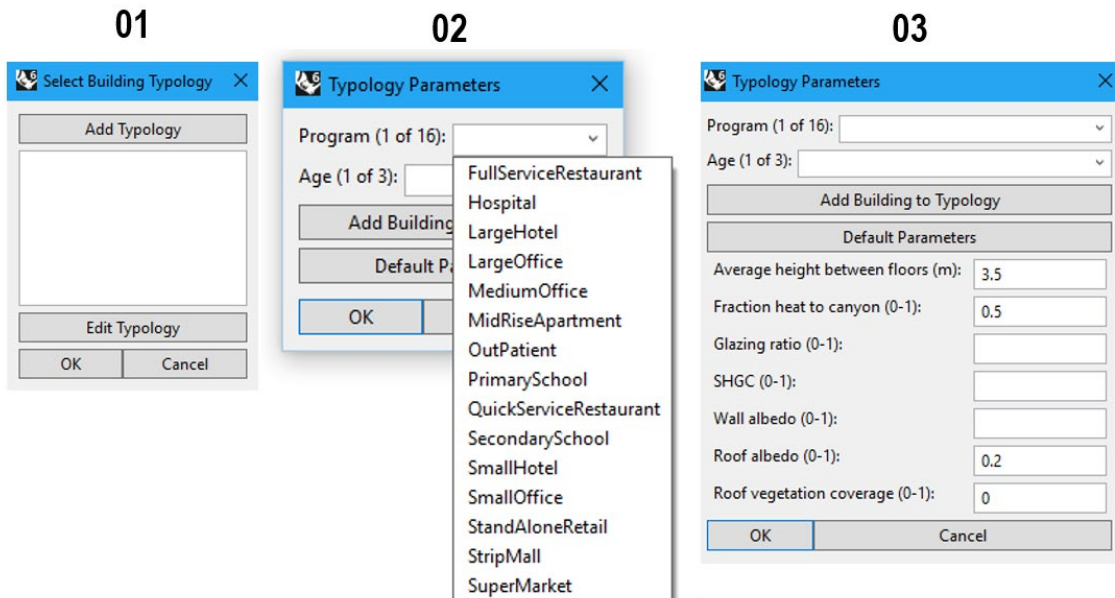 01
Select Building Typology
Add Typology
Edit Typology
OK Cancel
02
Typology Parameters
Program (1 of 16):
Age (1 of 3):
Add Building
Default Pa
OK
FullServiceRestaurant
Hospital
LargeHotel
LargeOffice
MediumOffice
MidRiseApartment
OutPatient
PrimarySchool
QuickServiceRestaurant
SecondarySchool
SmallHotel
SmallOffice
StandAloneRetail
StripMall
SuperMarket
03
Typology Parameters
Program (1 of 16):
Age (1 of 3):
Add Building to Typology
Default Parameters
Average height between floors (m): 3.5
Fraction heat to canyon (0-1): 0.5
Glazing ratio (0-1):
SHGC (0-1):
Wall albedo (0-1):
Roof albedo (0-1): 0.2
Roof vegetation coverage (0-1): 0
OK Cancel